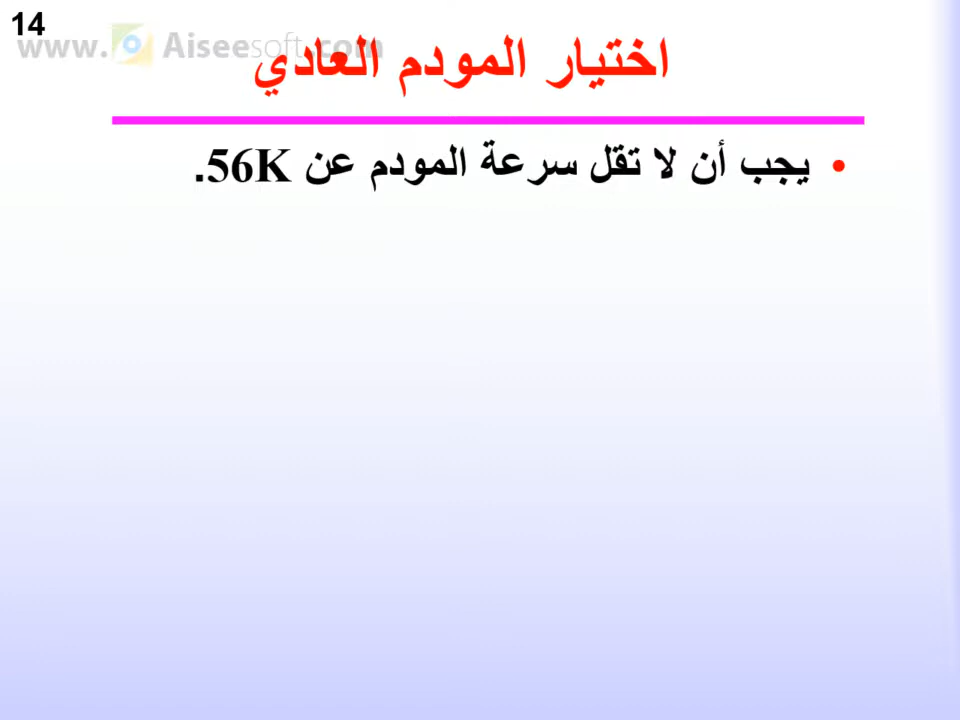 14
www.Aiseesoft.com
اختيار المودم العادي
• يجب أن لا تقل سرعة المودم عن 56K.